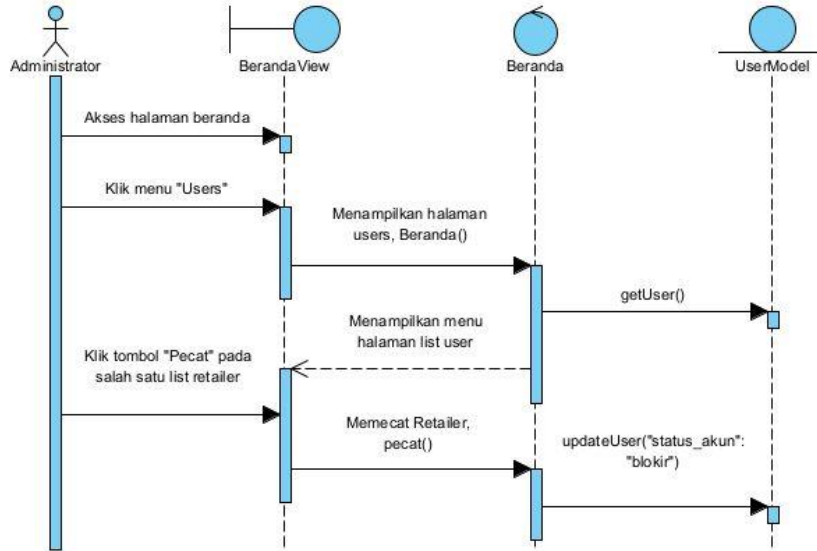 Administrator
BerandaView
Beranda
UserModel
Akses halaman beranda
Klik menu "Users"
Menampilkan halaman
users, Beranda()
getUser()
Menampilkan menu
halaman list user
Klik tombol "Pecat" pada
salah satu list retailer
Memecat Retailer,
pecat()
updateUser("status_akun":
"blokir")